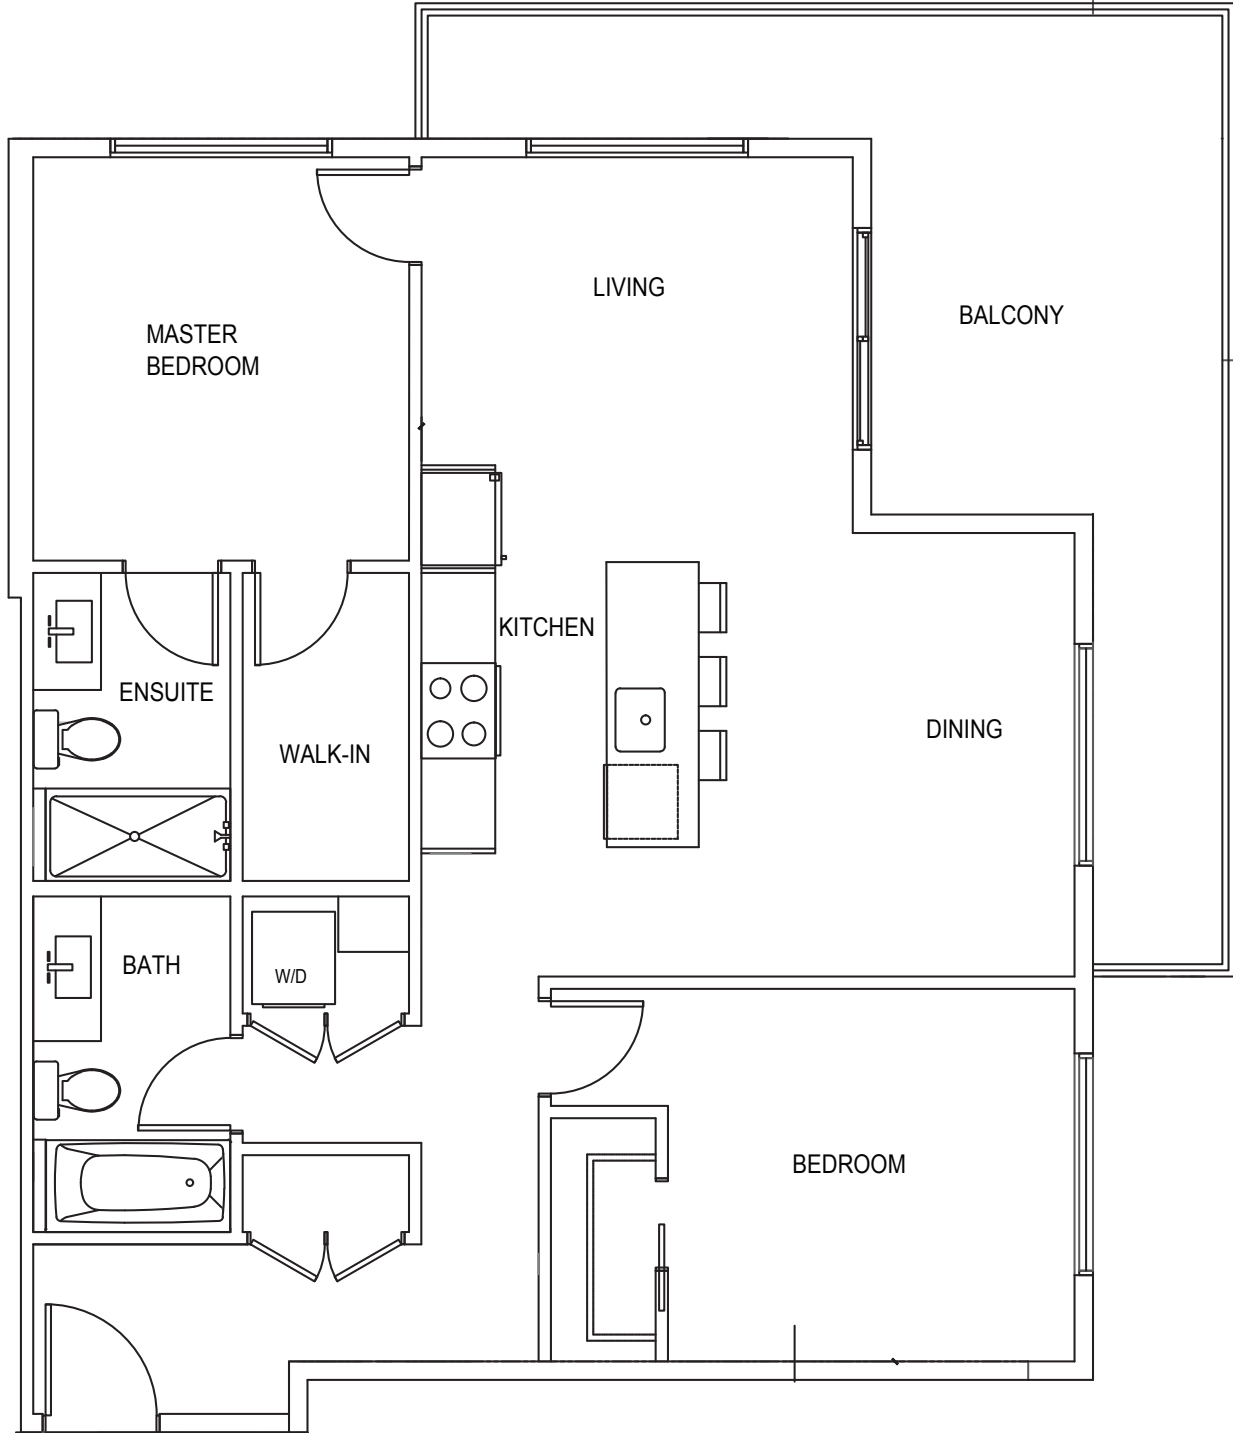 LIVING
BALCONY
MASTER
BEDROOM
KITCHEN
ENSUITE
DINING
WALK-IN
BATH
W/D
BEDROOM